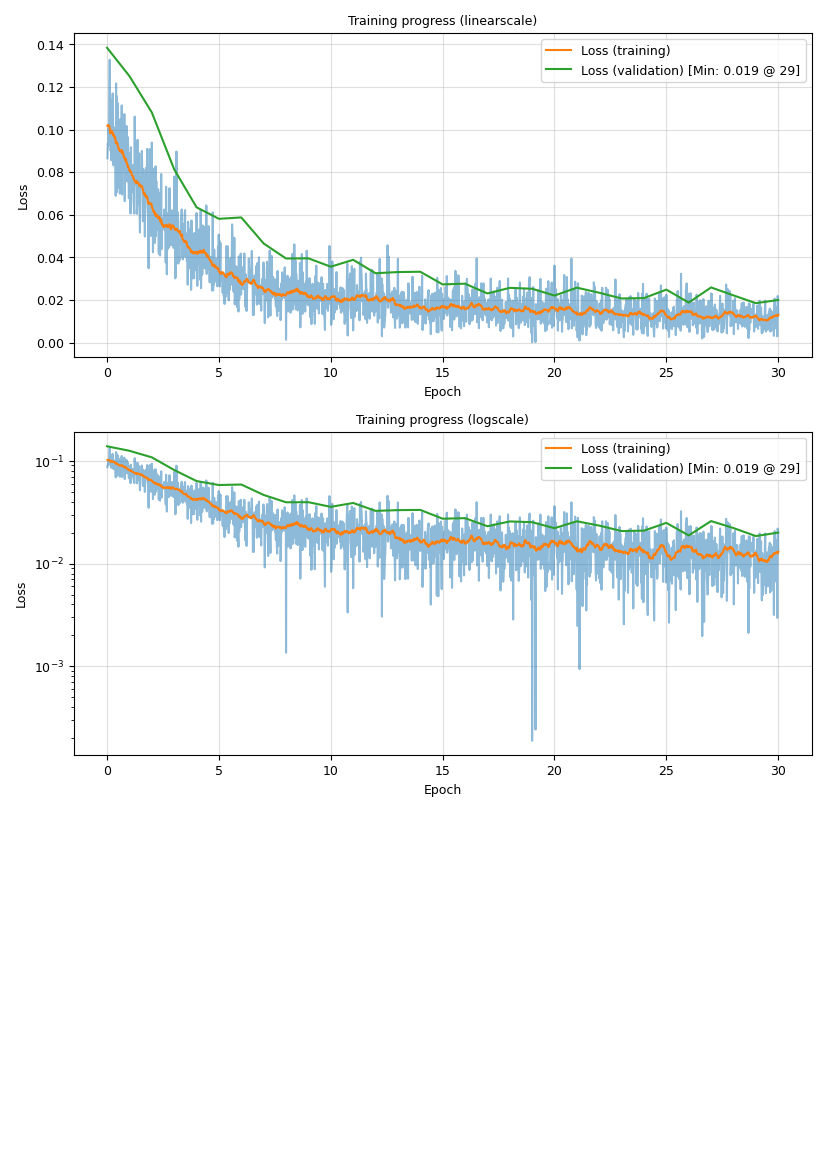 Training progress (linearscale)
Loss (training)
Loss (validation) [Min: 0.019 @ 29]
0.14
0.12
0.10
0.08
0.06
0.04
0.02
0.00
Loss
0 5 10 15 20 25 30
Epoch
Training progress (logscale)
Loss (training)
Loss (validation) [Min: 0.019 @ 29]
10⁻¹
10⁻²
10⁻³
Loss
0 5 10 15 20 25 30
Epoch